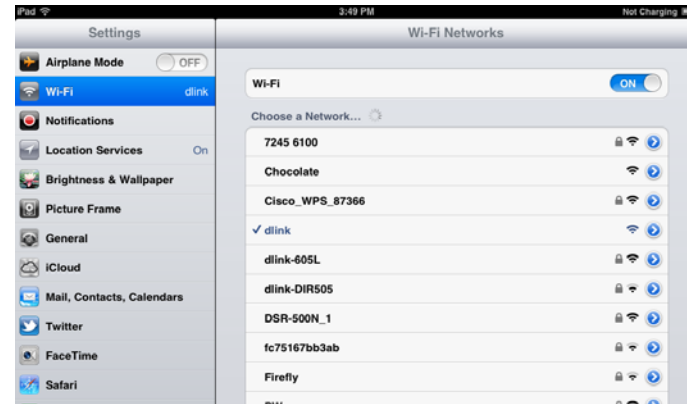 iPad 3:49 PM Not Charging
Settings
Airplane Mode OFF
Wi-Fi dlink
Notifications
Location Services On
Brightness & Wallpaper
Picture Frame
General
iCloud
Mail, Contacts, Calendars
Twitter
FaceTime
Safari
Wi-Fi Networks
Wi-Fi ON
Choose a Network...
7245 6100
Chocolate
Cisco_WPS_87366
dlink
dlink-605L
dlink-DIR505
DSR-500N_1
fc75167bb3ab
Firefly